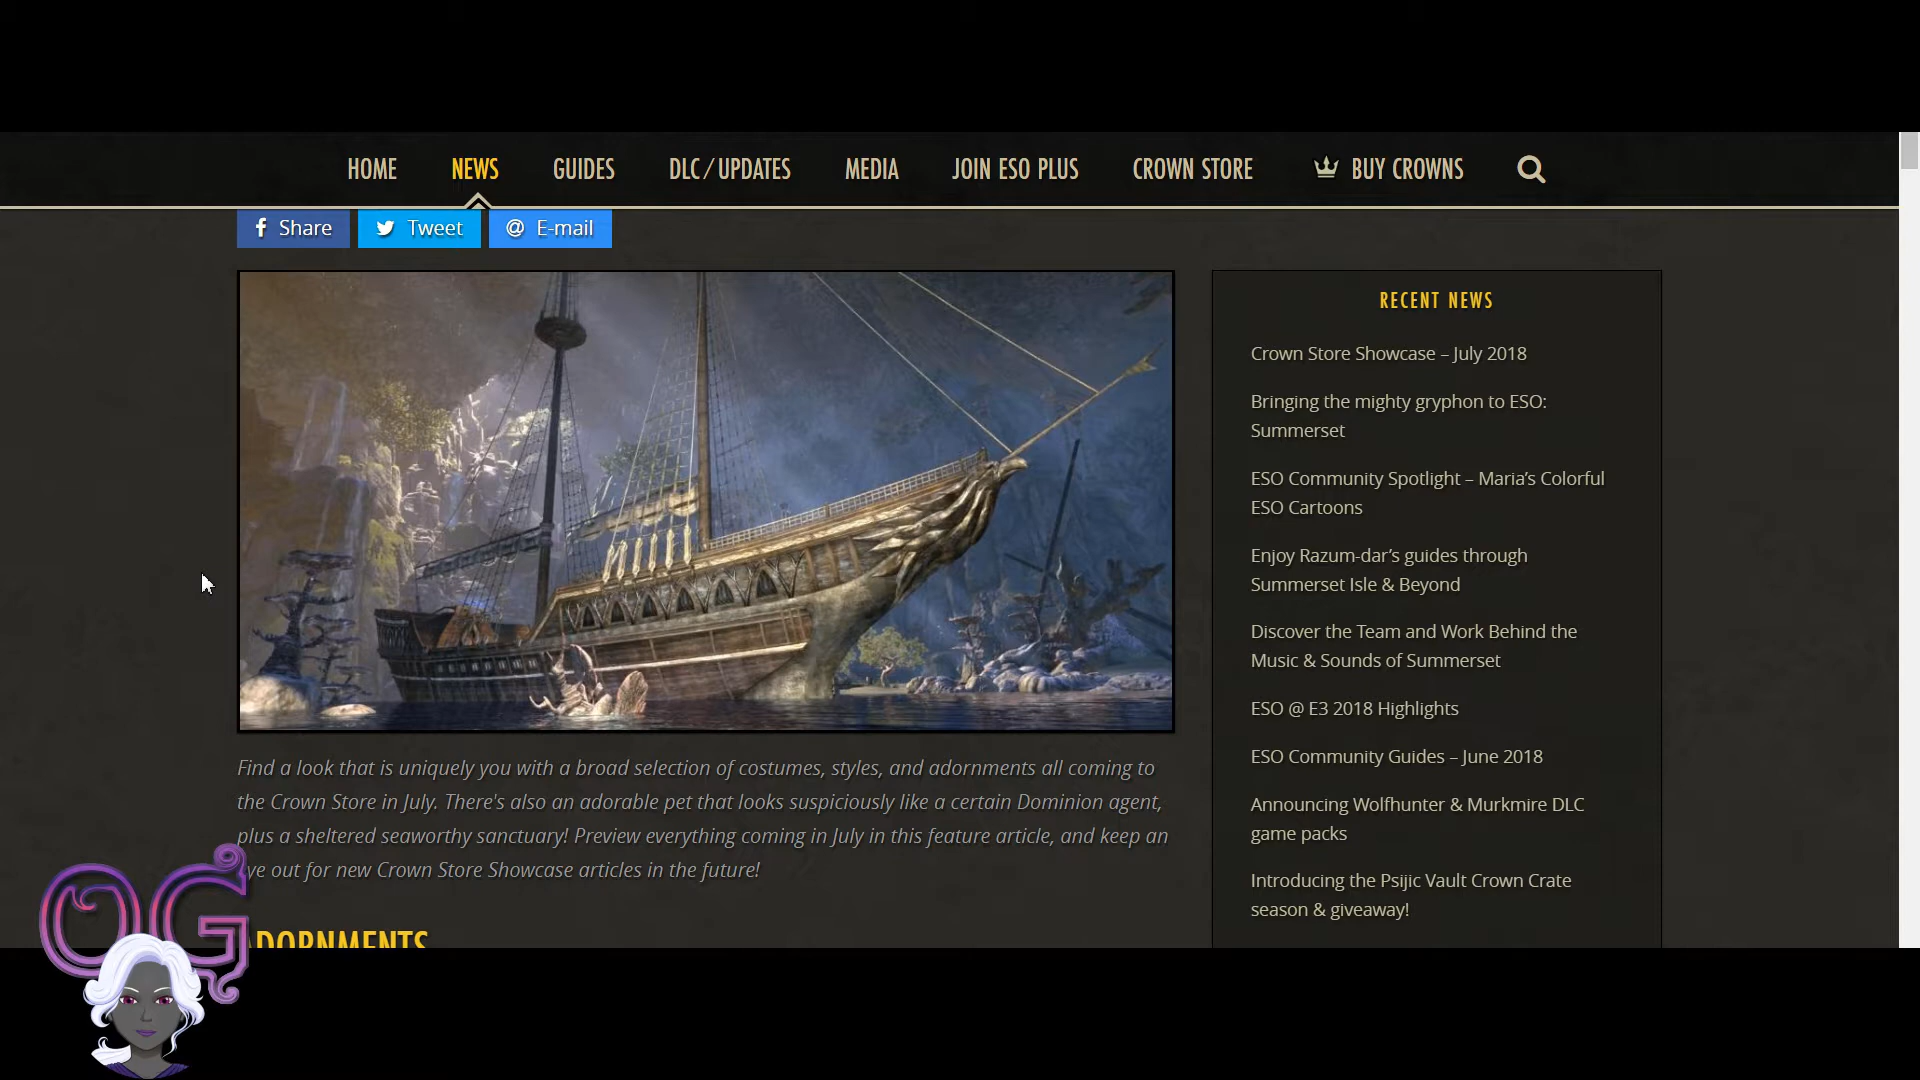 HOME NEWS GUIDES DLC/UPDATES MEDIA JOIN ESO PLUS CROWN STORE BUY CROWNS
Share Tweet @ E-mail
Find a look that is uniquely you with a broad selection of costumes, styles, and adornments all coming to
the Crown Store in July. There's also an adorable pet that looks suspiciously like a certain Dominion agent,
plus a sheltered seaworthy sanctuary! Preview everything coming in July in this feature article, and keep an
ye out for new Crown Store Showcase articles in the future!
DORNMENTS
RECENT NEWS
Crown Store Showcase – July 2018
Bringing the mighty gryphon to ESO:
Summerset
ESO Community Spotlight – Maria’s Colorful
ESO Cartoons
Enjoy Razum-dar’s guides through
Summerset Isle & Beyond
Discover the Team and Work Behind the
Music & Sounds of Summerset
ESO @ E3 2018 Highlights
ESO Community Guides – June 2018
Announcing Wolfhunter & Murkmire DLC
game packs
Introducing the Psijic Vault Crown Crate
season & giveaway!
OG